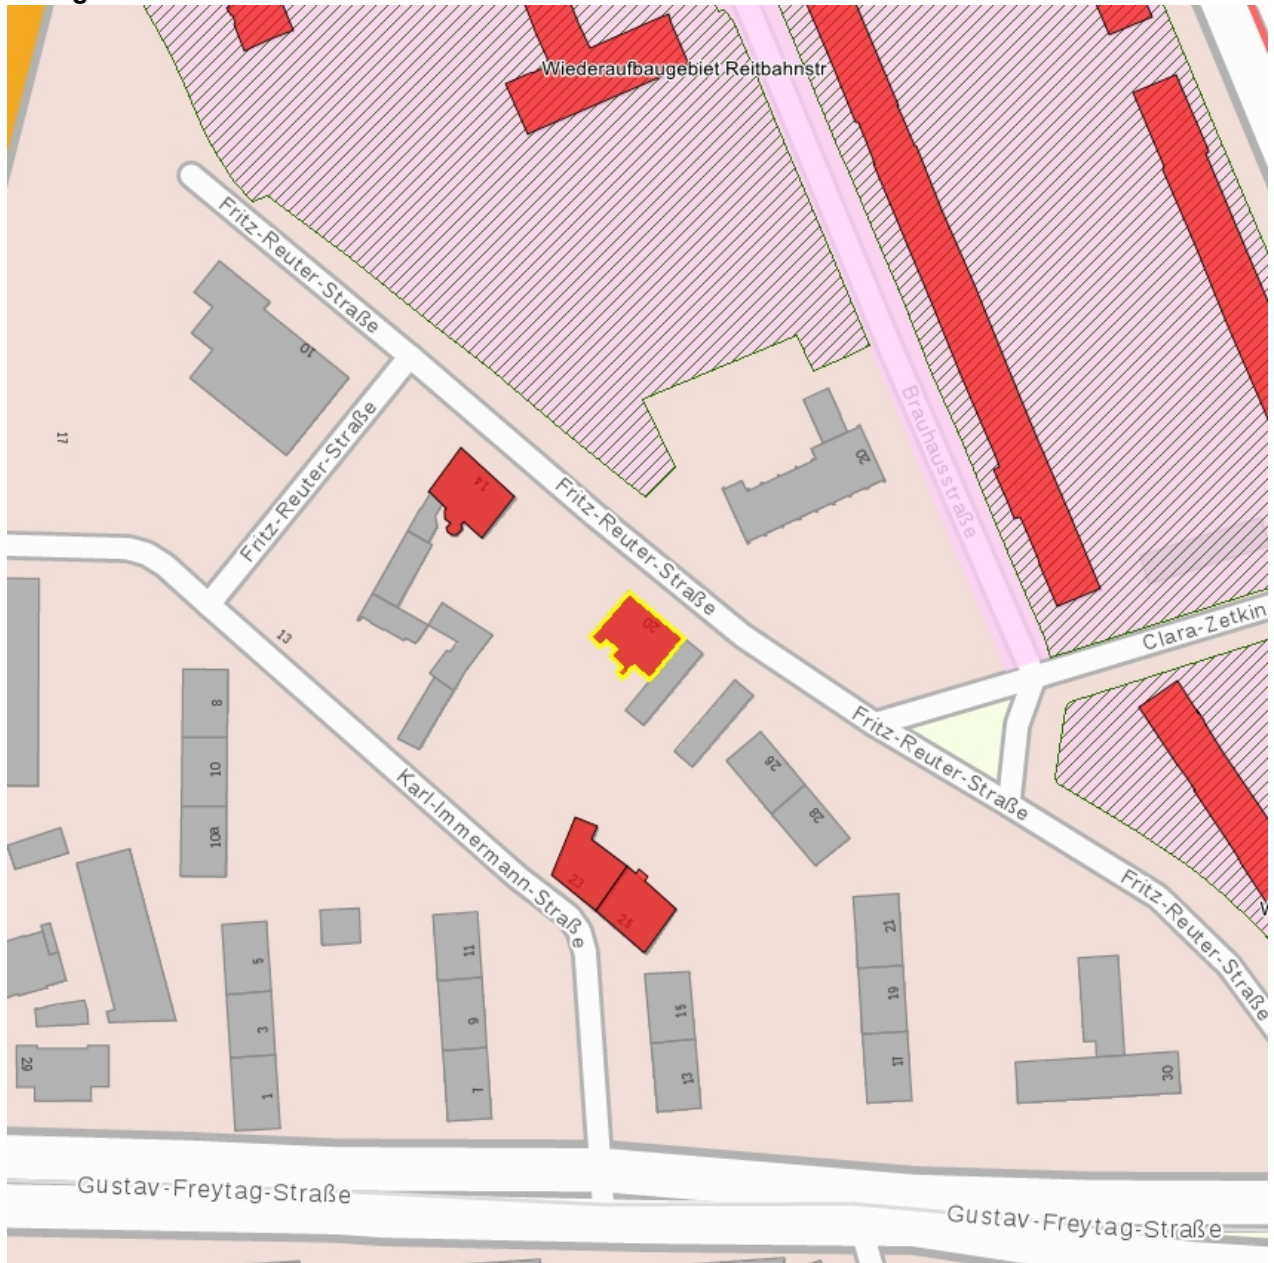 Wiederaufbaugebiet Reitbahnstr
Fritz-Reuter-Straße
10
17
Fritz-Reuter-Straße
14
Brauhausstraße
20
Fritz-Reuter-Straße
20
Clara-Zetkin
13
8
10
10a
Fritz-Reuter-Straße
26
28
Karl-Immermann-Straße
23
25
Fritz-Reuter-Straße
5
3
1
11
9
7
15
13
21
19
17
29
30
Gustav-Freytag-Straße
Gustav-Freytag-Straße